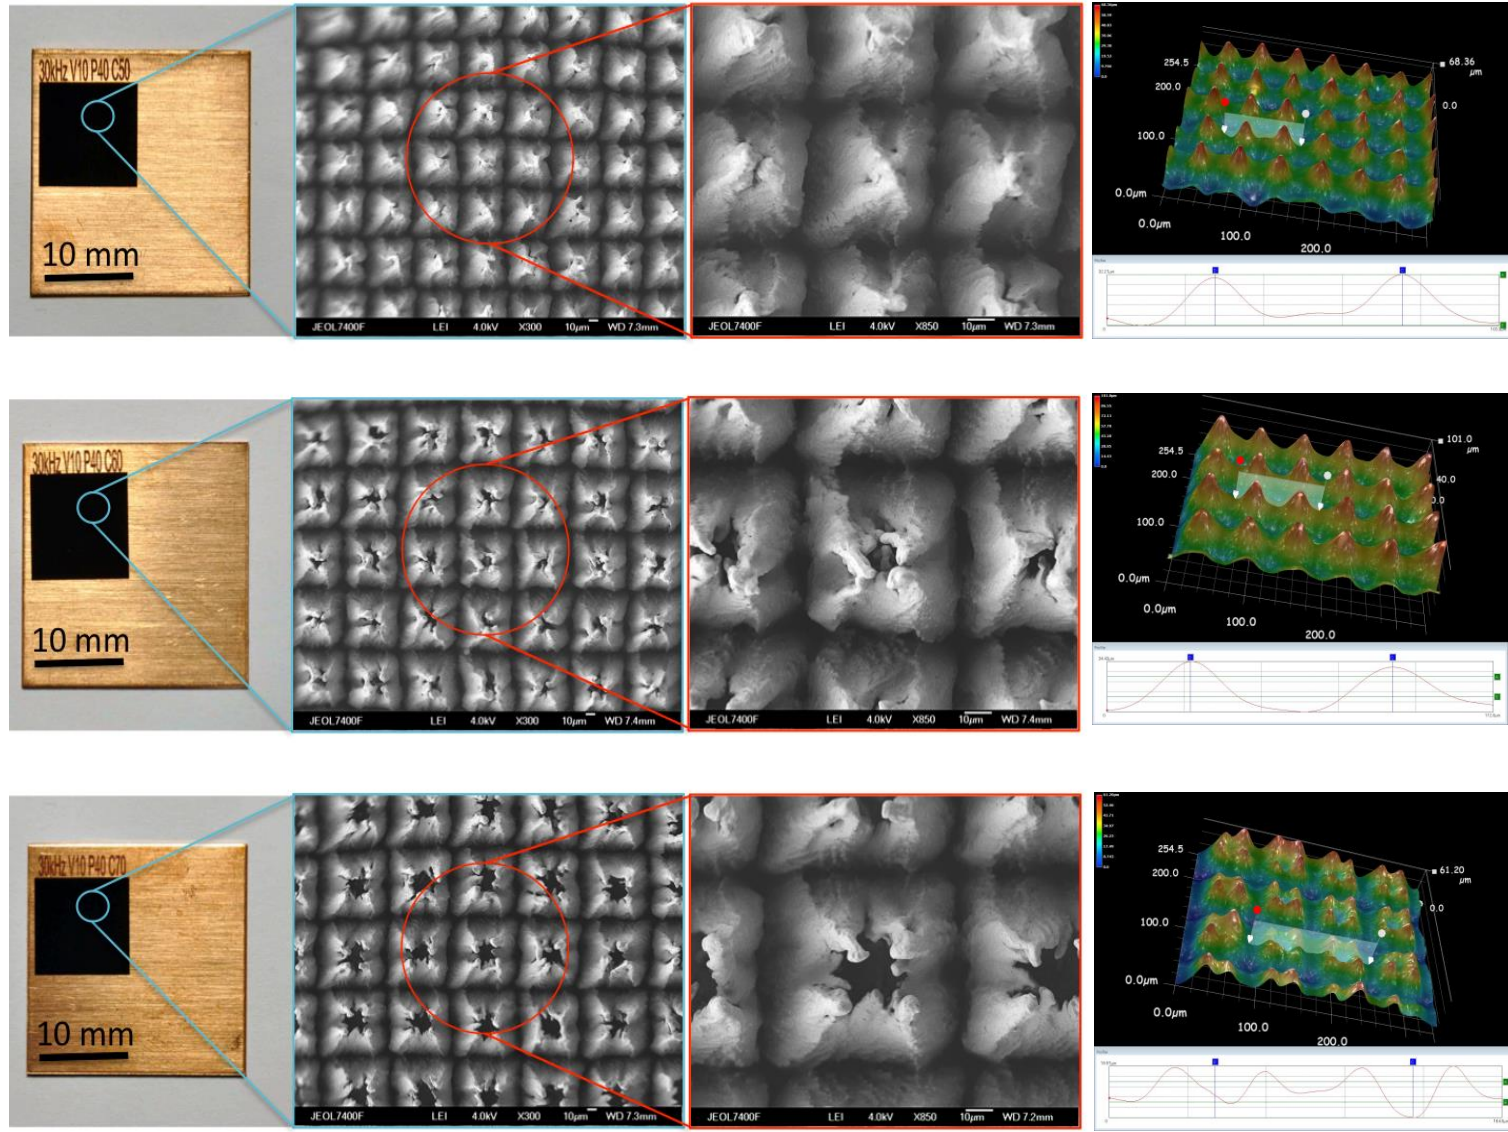 30kHz V10 P40 C50
10 mm
JEOL7400F LEI 4.0kV X300 10µm WD 7.3mm
JEOL7400F LEI 4.0kV X850 10µm WD 7.3mm
254.5
200.0
100.0
0.0µm
0.0µm
100.0
200.0
68.36
µm
0.0
30kHz V10 P40 C60
10 mm
JEOL7400F LEI 4.0kV X300 10µm WD 7.4mm
JEOL7400F LEI 4.0kV X850 10µm WD 7.4mm
254.5
200.0
100.0
0.0µm
0.0µm
100.0
200.0
101.0
µm
40.0
0.0
30kHz V10 P40 C70
10 mm
JEOL7400F LEI 4.0kV X300 10µm WD 7.3mm
JEOL7400F LEI 4.0kV X850 10µm WD 7.2mm
254.5
200.0
100.0
0.0µm
0.0µm
100.0
200.0
61.20
µm
0.0